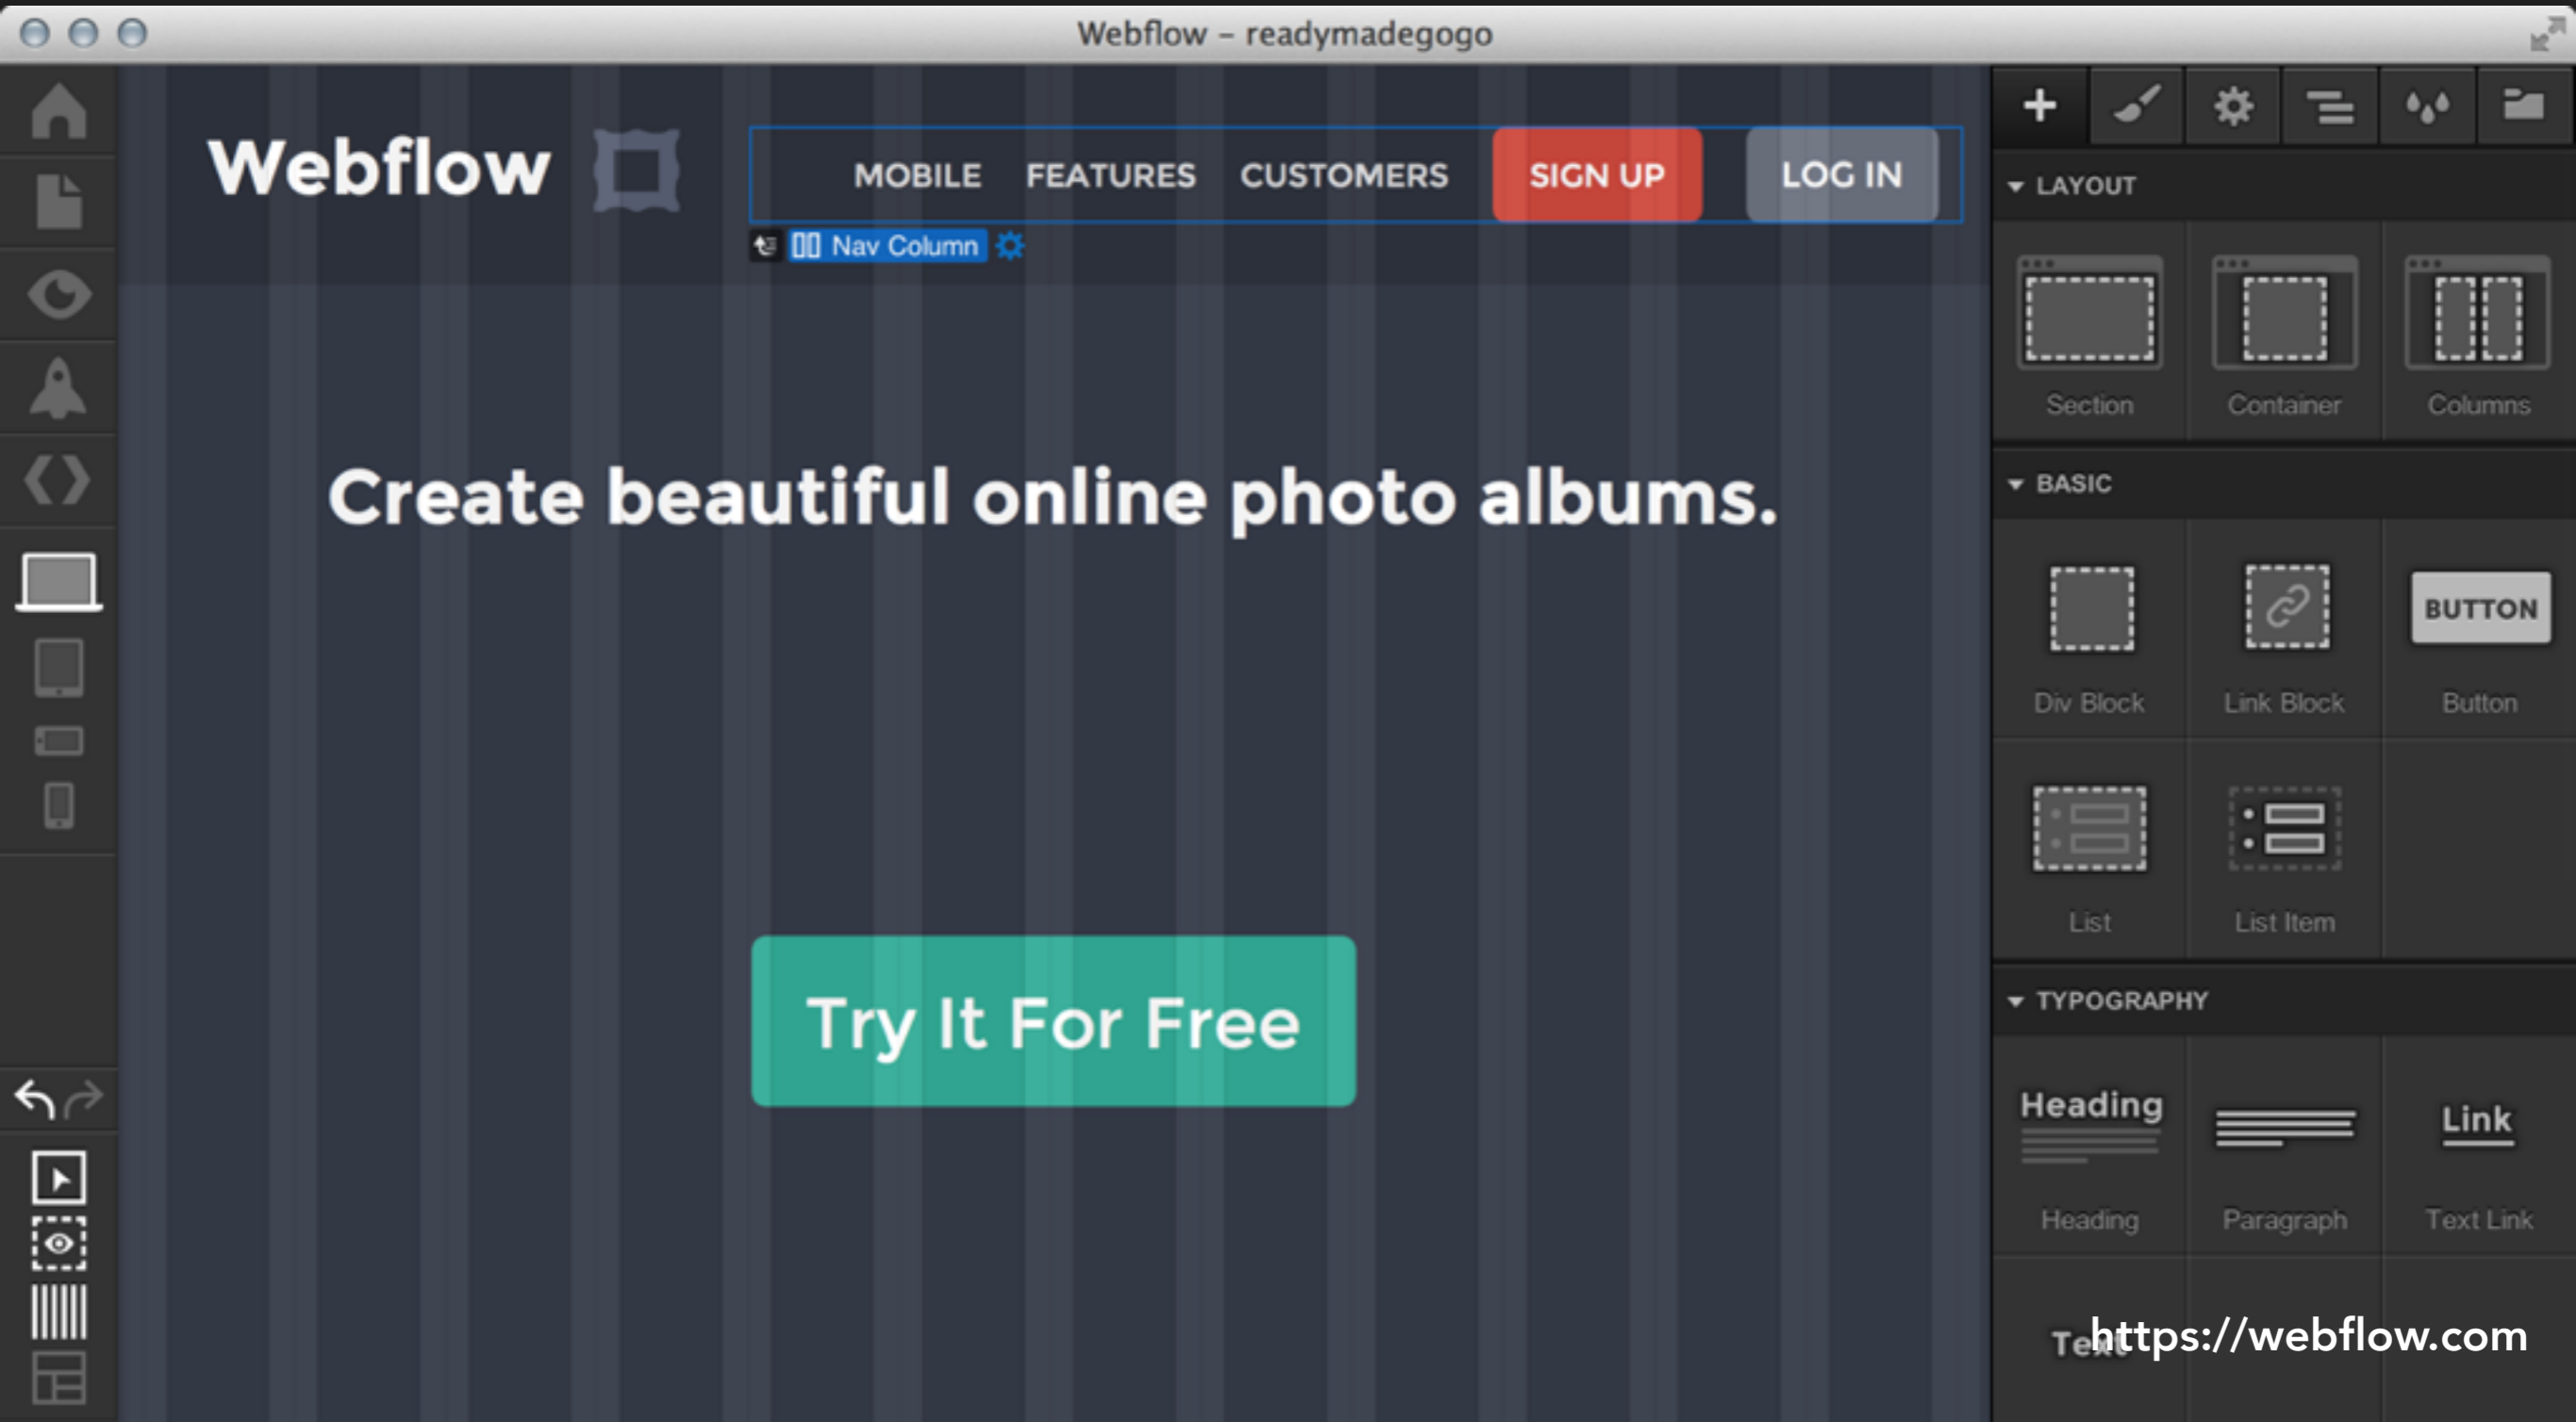 Webflow – readymadegogo
Webflow
MOBILE FEATURES CUSTOMERS SIGN UP LOG IN
Nav Column
Create beautiful online photo albums.
Try It For Free
LAYOUT
Section Container Columns
BASIC
BUTTON
Div Block Link Block Button
List List Item
TYPOGRAPHY
Heading Link
Heading Paragraph Text Link
Text
https://webflow.com